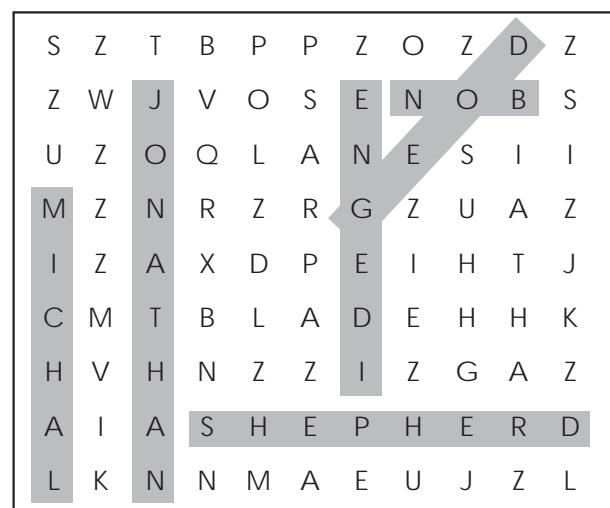 S Z T B P P Z O Z D Z
Z W J V O S E N O B S
U Z O Q L A N E S I I
M Z N R Z R G Z U A Z
I Z A X D P E I H T J
C M T B L A D E H H K
H V H N Z Z I Z G A Z
A I A S H E P H E R D
L K N N M A E U J Z L